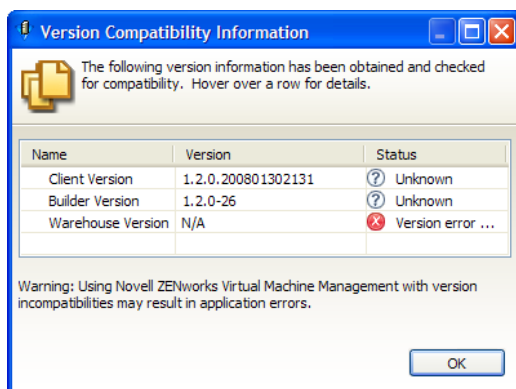 Version Compatibility Information
The following version information has been obtained and checked
for compatibility. Hover over a row for details.
Name Version Status
Client Version 1.2.0.200801302131 Unknown
Builder Version 1.2.0-26 Unknown
Warehouse Version N/A Version error ...
Warning: Using Novell ZENworks Virtual Machine Management with version
incompatibilities may result in application errors.
OK